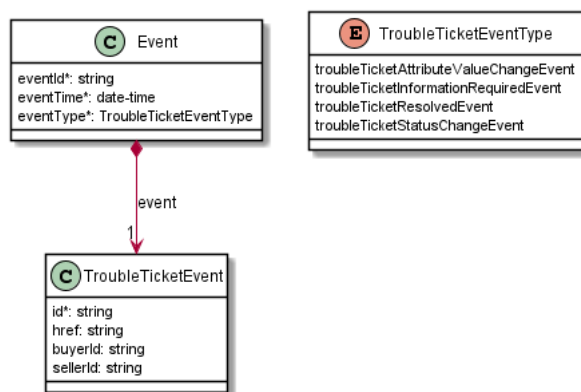 C Event
eventId*: string
eventTime*: date-time
eventType*: TroubleTicketEventType
E TroubleTicketEventType
troubleTicketAttributeValueChangeEvent
troubleTicketInformationRequiredEvent
troubleTicketResolvedEvent
troubleTicketStatusChangeEvent
event
1
C TroubleTicketEvent
id*: string
href: string
buyerId: string
sellerId: string